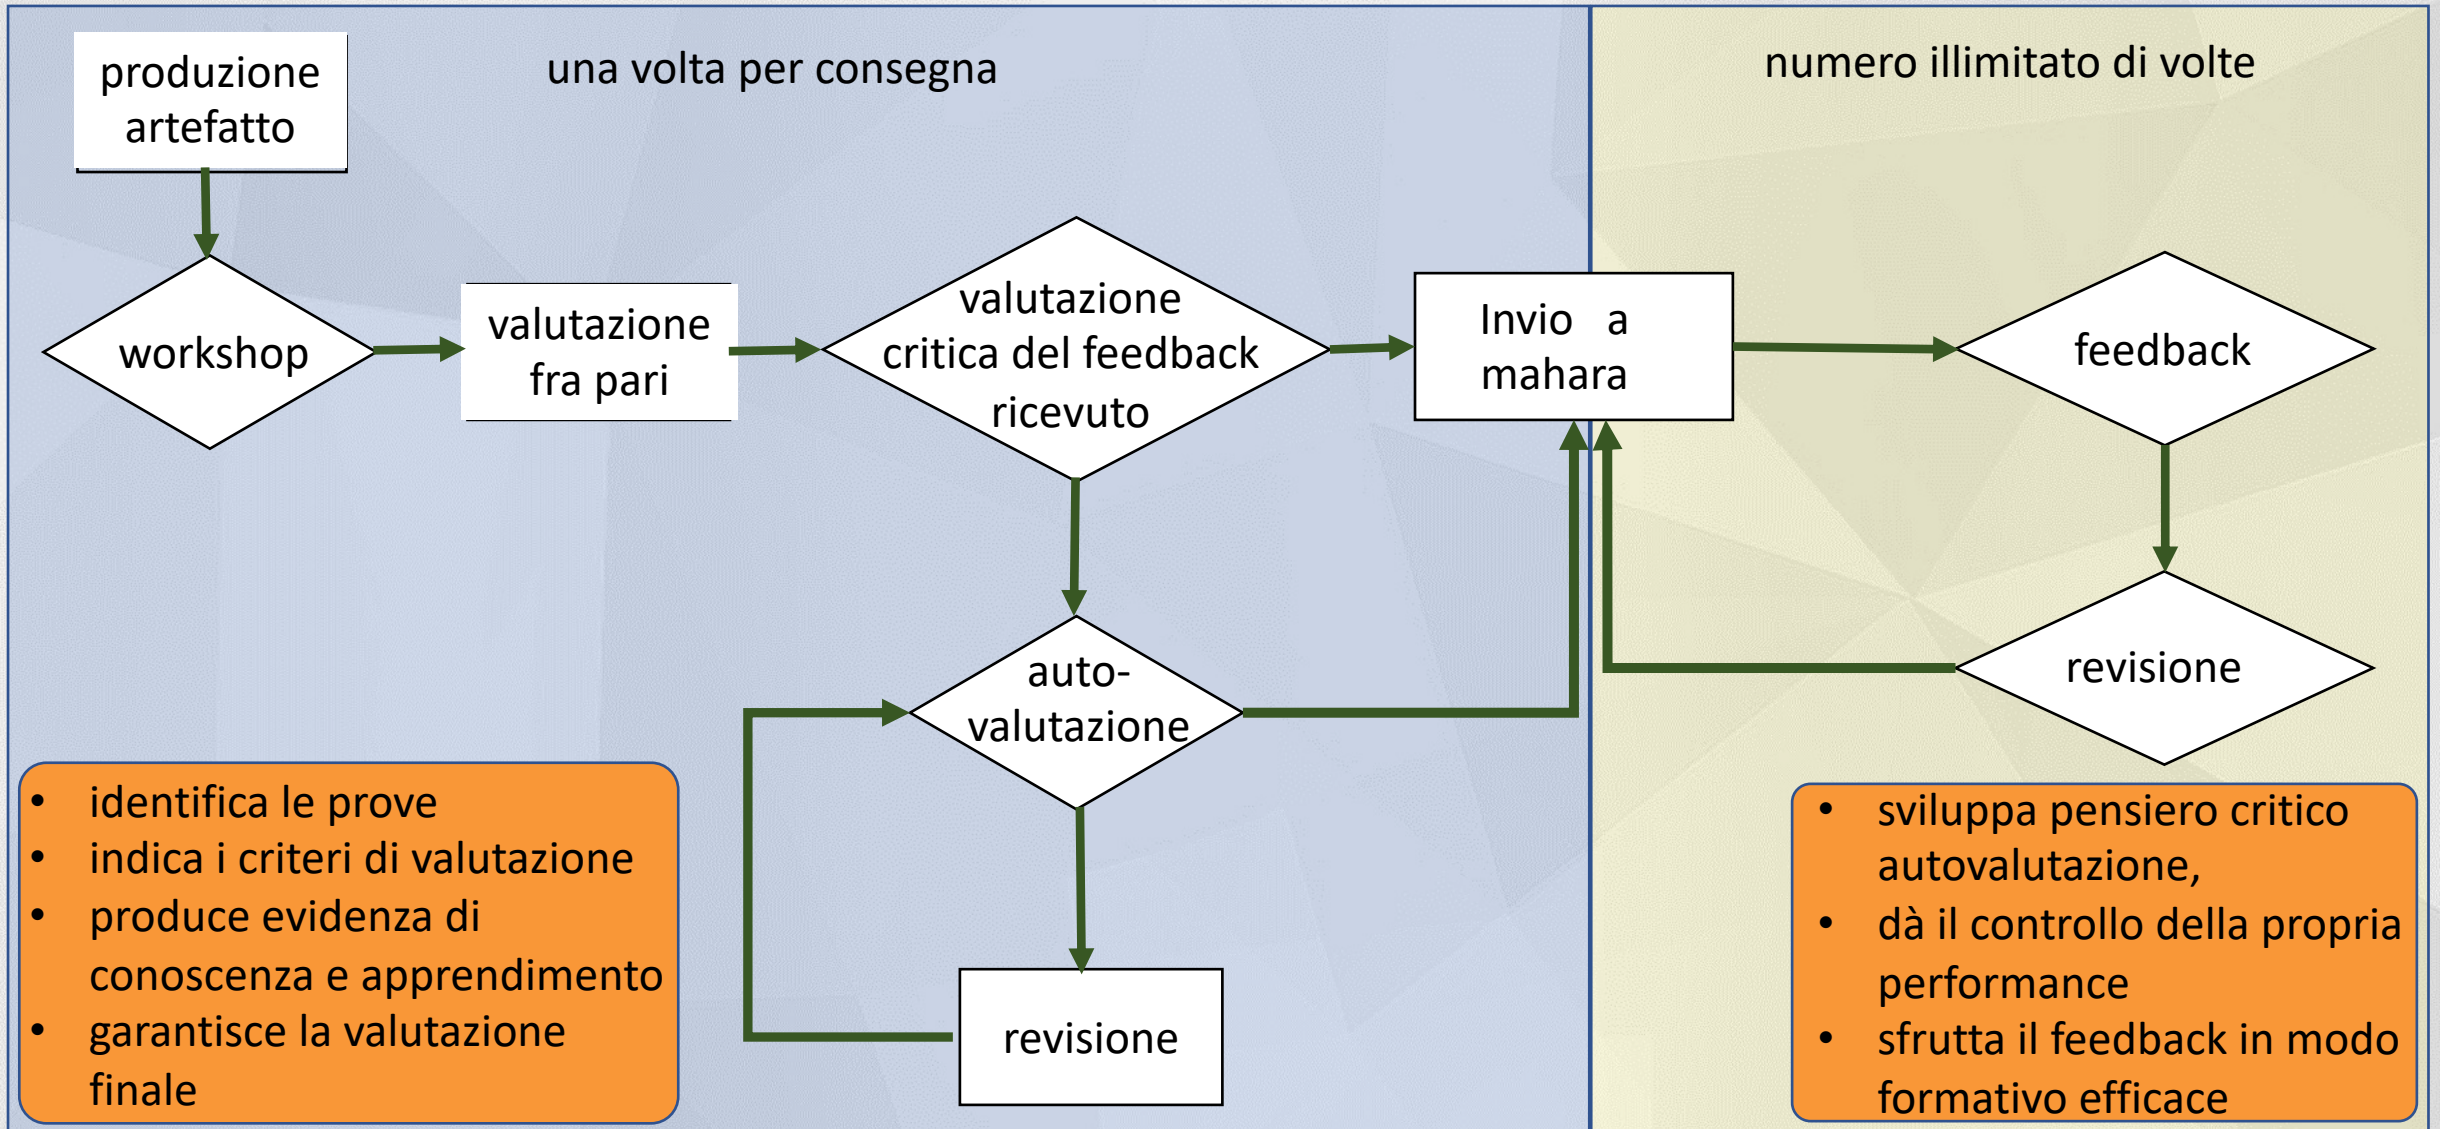 produzione
artefatto
una volta per consegna
numero illimitato di volte
workshop
valutazione
fra pari
valutazione
critica del feedback
ricevuto
Invio a
mahara
feedback
auto-
valutazione
revisione
revisione
• identifica le prove
• indica i criteri di valutazione
• produce evidenza di
conoscenza e apprendimento
• garantisce la valutazione
finale
• sviluppa pensiero critico
autovalutazione,
• dà il controllo della propria
performance
• sfrutta il feedback in modo
formativo efficace